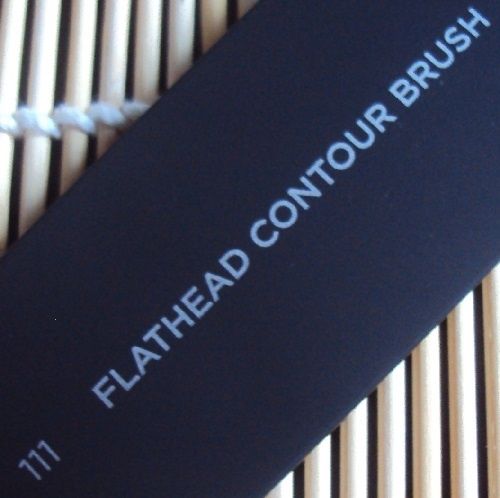 111 FLATHEAD CONTOUR BRUSH